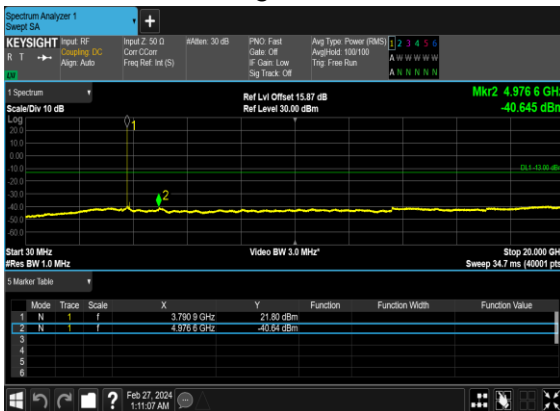 Spectrum Analyzer 1
Swept SA
KEYSIGHT Input: RF Input Z: 50 Ω #Atten: 30 dB PNO: Fast Avg Type: Power (RMS) 1 2 3 4 5 6
R T Coupling: DC Corr CCorr Gate: Off Avg|Hold: 100/100 A W W W W W
Align: Auto Freq Ref: Int (S) IF Gain: Low Trig: Free Run
Sig Track: Off A N N N N N
1 Spectrum Ref Lvl Offset 15.87 dB Mkr2 4.976 6 GHz
Scale/Div 10 dB Ref Level 30.00 dBm -40.645 dBm
Log
20.0
1
10.0
0.00
DL1 -13.00 dBm
-10.0
-20.0
-30.0
2
-40.0
-50.0
-60.0
Start 30 MHz Video BW 3.0 MHz* Stop 20.000 GHz
#Res BW 1.0 MHz Sweep 34.7 ms (40001 pts)
5 Marker Table
Mode Trace Scale X Y Function Function Width Function Value
1 N 1 f 3.790 9 GHz 21.80 dBm
2 N 1 f 4.976 6 GHz -40.64 dBm
3
4
5
6
? Feb 27, 2024
1:11:07 AM